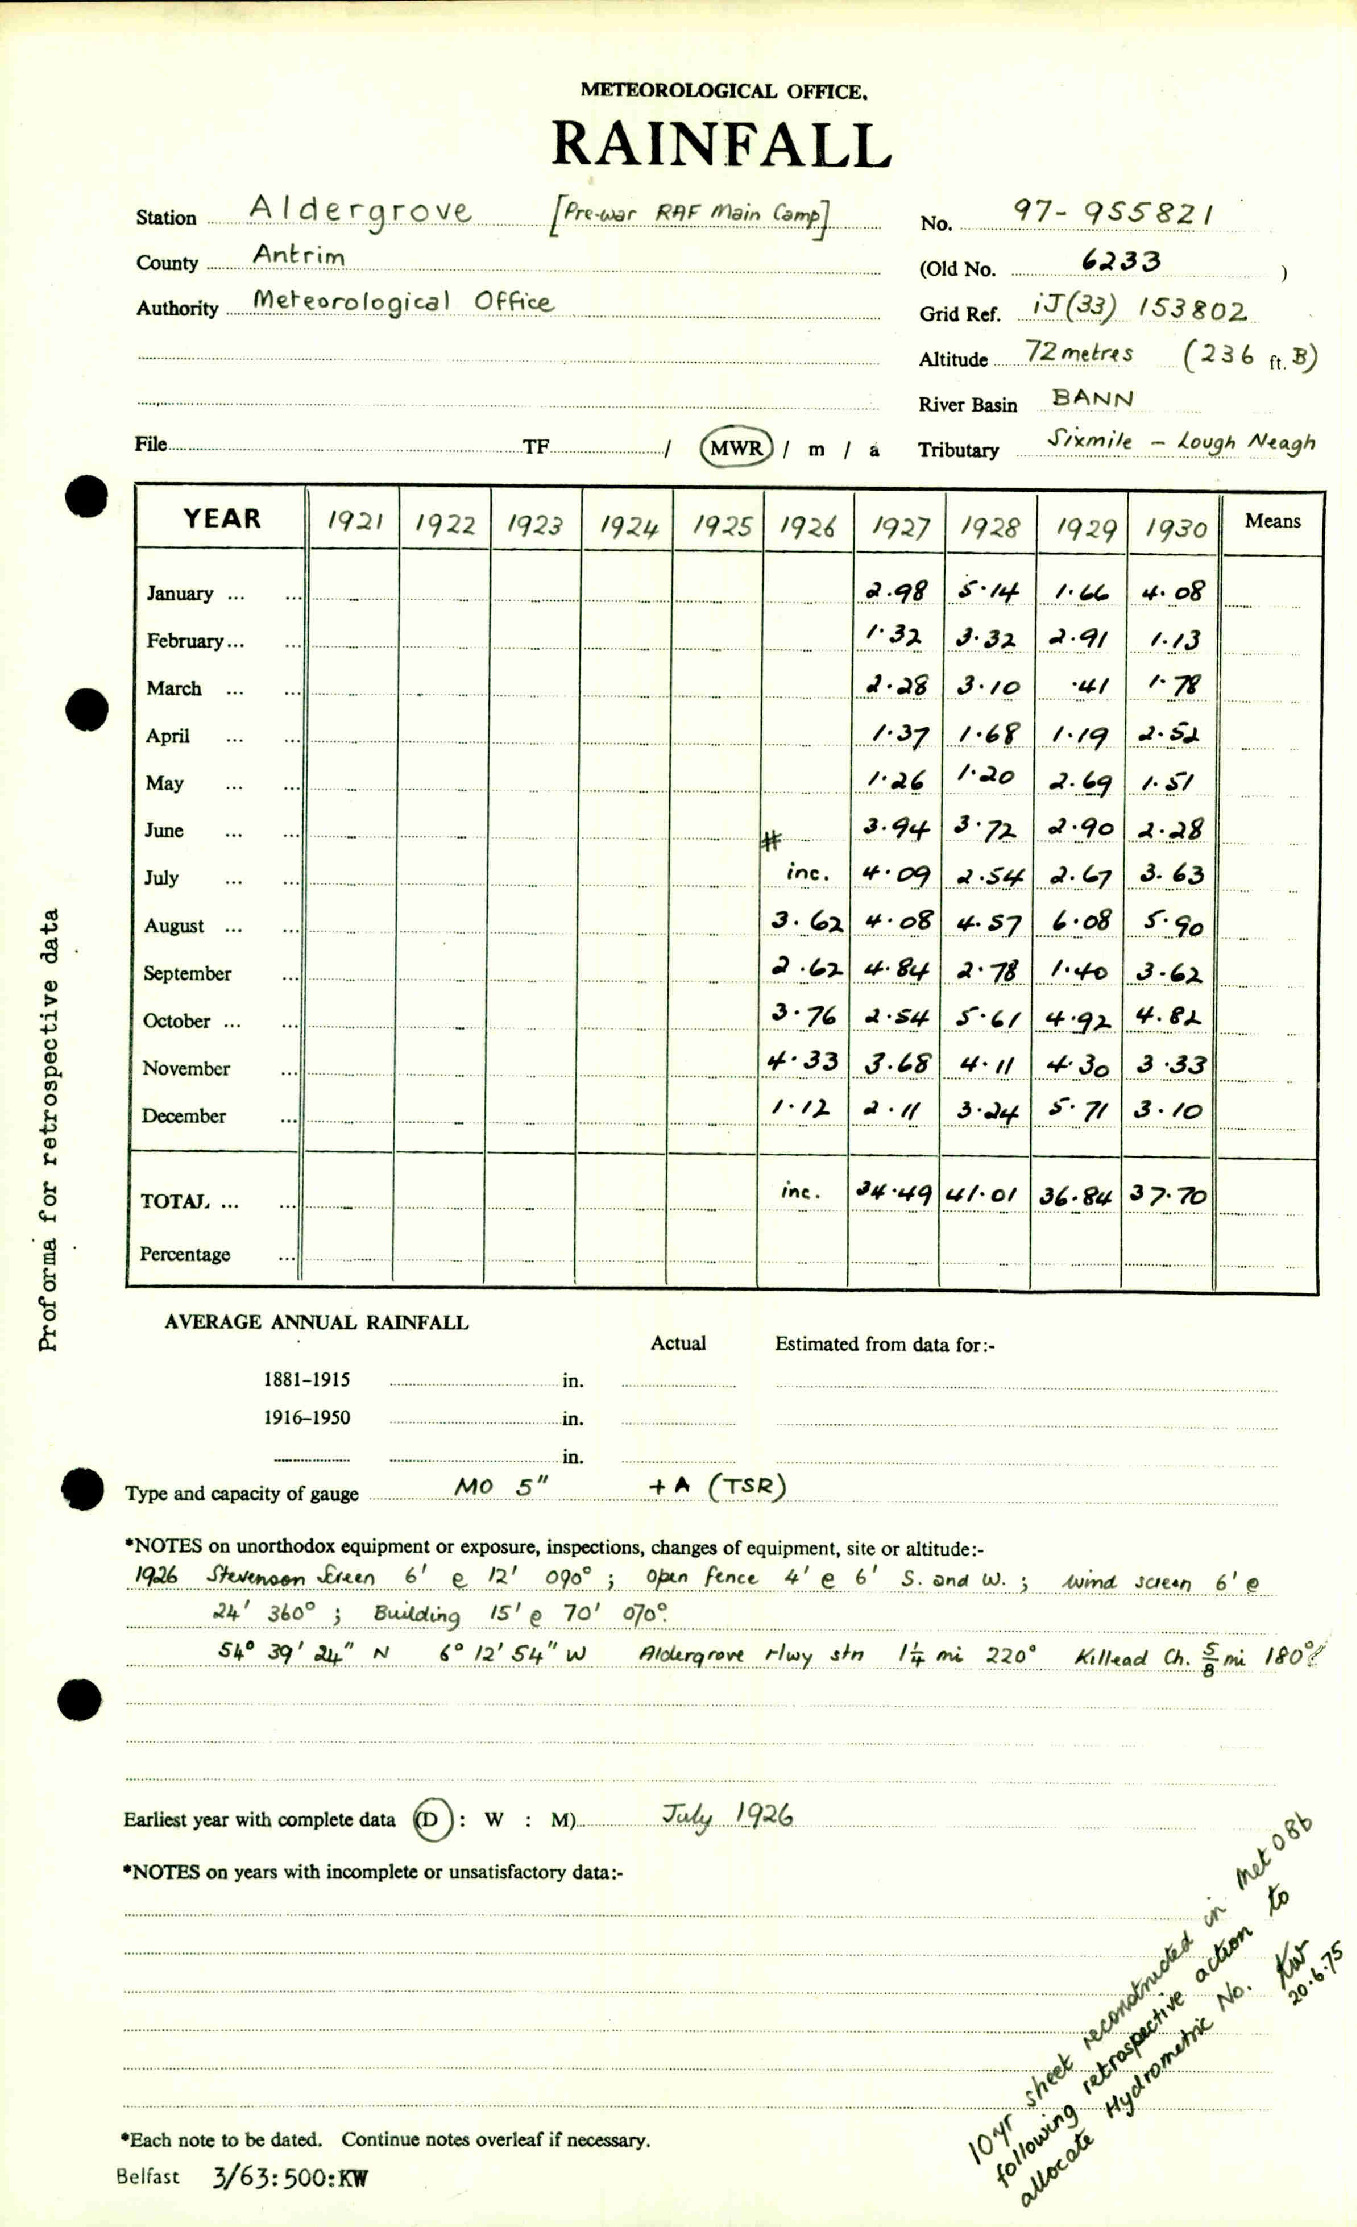 METEOROLOGICAL OFFICE.
RAINFALL
Station Aldergrove [Pre-war RAF Main Camp] No. 97-955821
County Antrim (Old No. 6233 )
Authority Meteorological Office Grid Ref. iJ(33) 153802
Altitude 72 metres (236 ft. B)
River Basin BANN
File TF / MWR / m / a Tributary Sixmile - Lough Neagh
YEAR 1921 1922 1923 1924 1925 1926 1927 1928 1929 1930 Means
January ... ... 2.98 5.14 1.66 4.08
February ... ... 1.32 3.32 2.91 1.13
March ... ... 2.28 3.10 .41 1.78
April ... ... 1.37 1.68 1.19 2.52
May ... ... 1.26 1.20 2.69 1.51
June ... ... # 3.94 3.72 2.90 2.28
July ... ... inc. 4.09 2.54 2.67 3.63
August ... ... 3.62 4.08 4.57 6.08 5.90
September ... 2.62 4.84 2.78 1.40 3.62
October ... ... 3.76 2.54 5.61 4.92 4.82
November ... 4.33 3.68 4.11 4.30 3.33
December ... 1.12 2.11 3.24 5.71 3.10
TOTAL ... ... inc. 34.49 41.01 36.84 37.70
Percentage ...
Proforma for retrospective data
AVERAGE ANNUAL RAINFALL
Actual Estimated from data for:-
1881-1915 in.
1916-1950 in.
in.
Type and capacity of gauge MO 5" + A (TSR)
*NOTES on unorthodox equipment or exposure, inspections, changes of equipment, site or altitude:-
1926 Stevenson Screen 6' @ 12' 090° ; open fence 4' @ 6' S. and W. ; wind screen 6' @
24' 360° ; Building 15' @ 70' 070°.
54° 39' 24" N 6° 12' 54" W Aldergrove rlwy stn 1¼ mi 220° Killead Ch. 5/8 mi 180°
Earliest year with complete data (D : W : M) July 1926
*NOTES on years with incomplete or unsatisfactory data:-
10 yr sheet reconstructed in Met O8b
following retrospective action to
allocate Hydrometric No. KW
20.6.75
*Each note to be dated. Continue notes overleaf if necessary.
Belfast 3/63:500:KW